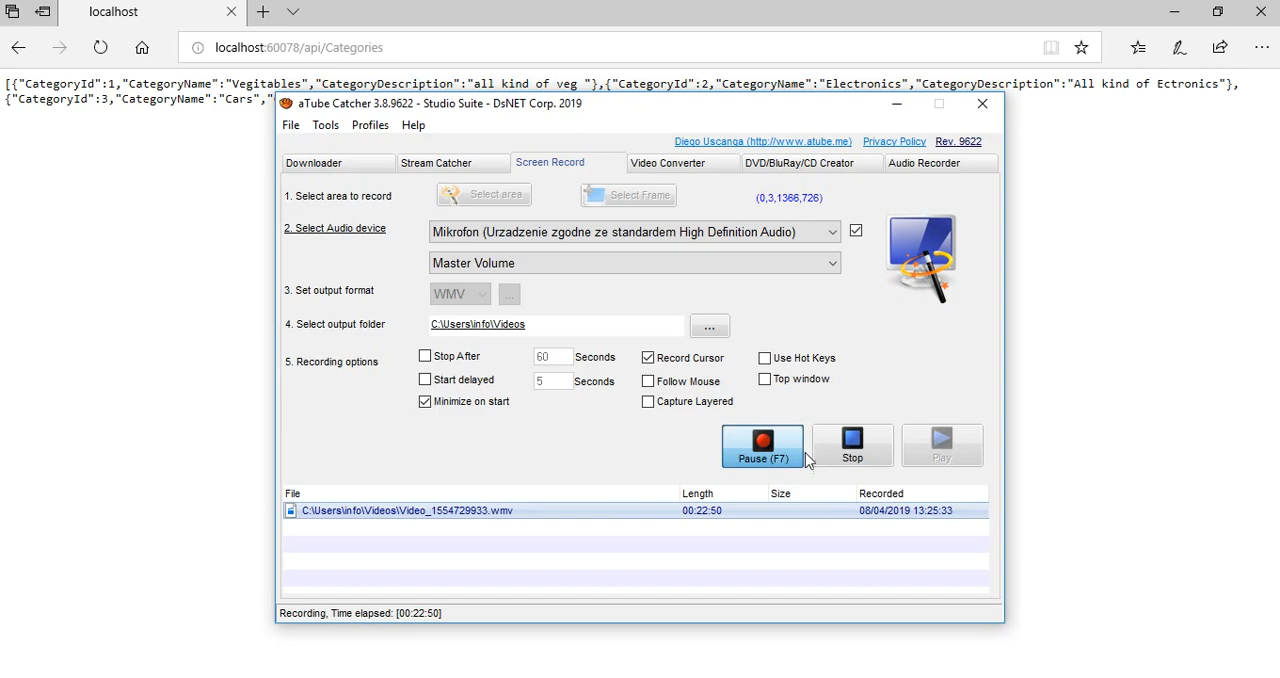 localhost
localhost:60078/api/Categories
[{"CategoryId":1,"CategoryName":"Vegitables","CategoryDescription":"all kind of veg "},{"CategoryId":2,"CategoryName":"Electronics","CategoryDescription":"All kind of Ectronics"},
{"CategoryId":3,"CategoryName":"Cars","
aTube Catcher 3.8.9622 - Studio Suite - DsNET Corp. 2019
File Tools Profiles Help
Diego Uscanga (http://www.atube.me) Privacy Policy Rev. 9622
Downloader Stream Catcher Screen Record Video Converter DVD/BluRay/CD Creator Audio Recorder
1. Select area to record Select area Select Frame (0,3,1366,726)
2. Select Audio device Mikrofon (Urzadzenie zgodne ze standardem High Definition Audio)
Master Volume
3. Set output format WMV ...
4. Select output folder C:\Users\info\Videos ...
5. Recording options Stop After 60 Seconds Record Cursor Use Hot Keys
Start delayed 5 Seconds Follow Mouse Top window
Minimize on start Capture Layered
Pause (F7) Stop Play
File Length Size Recorded
C:\Users\info\Videos\Video_1554729933.wmv 00:22:50 08/04/2019 13:25:33
Recording, Time elapsed: [00:22:50]